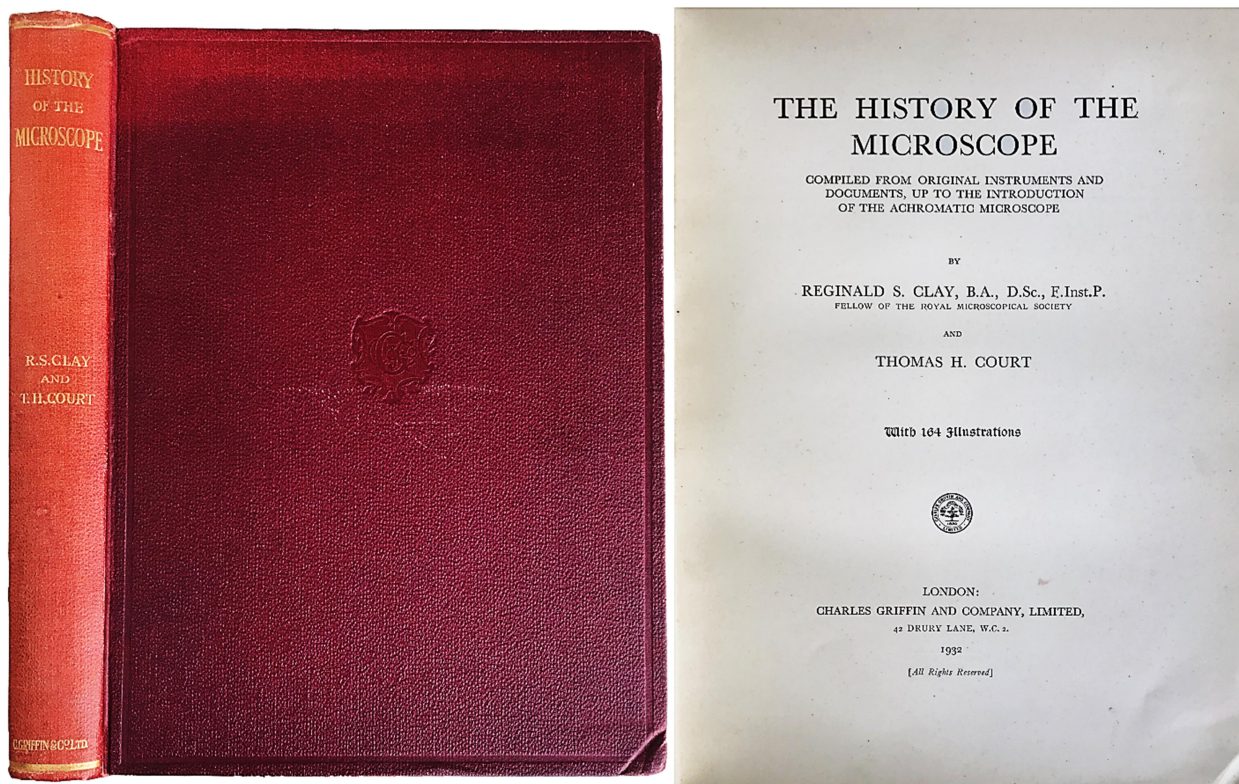 HISTORY
OF THE
MICROSCOPE
R.S.CLAY
AND
T.H.COURT
C.GRIFFIN & Co LTD
THE HISTORY OF THE
MICROSCOPE
COMPILED FROM ORIGINAL INSTRUMENTS AND
DOCUMENTS, UP TO THE INTRODUCTION
OF THE ACHROMATIC MICROSCOPE
BY
REGINALD S. CLAY, B.A., D.Sc., F.Inst.P.
FELLOW OF THE ROYAL MICROSCOPICAL SOCIETY
AND
THOMAS H. COURT
With 164 Illustrations
LONDON:
CHARLES GRIFFIN AND COMPANY, LIMITED,
42 DRURY LANE, W.C. 2.
1932
[All Rights Reserved]